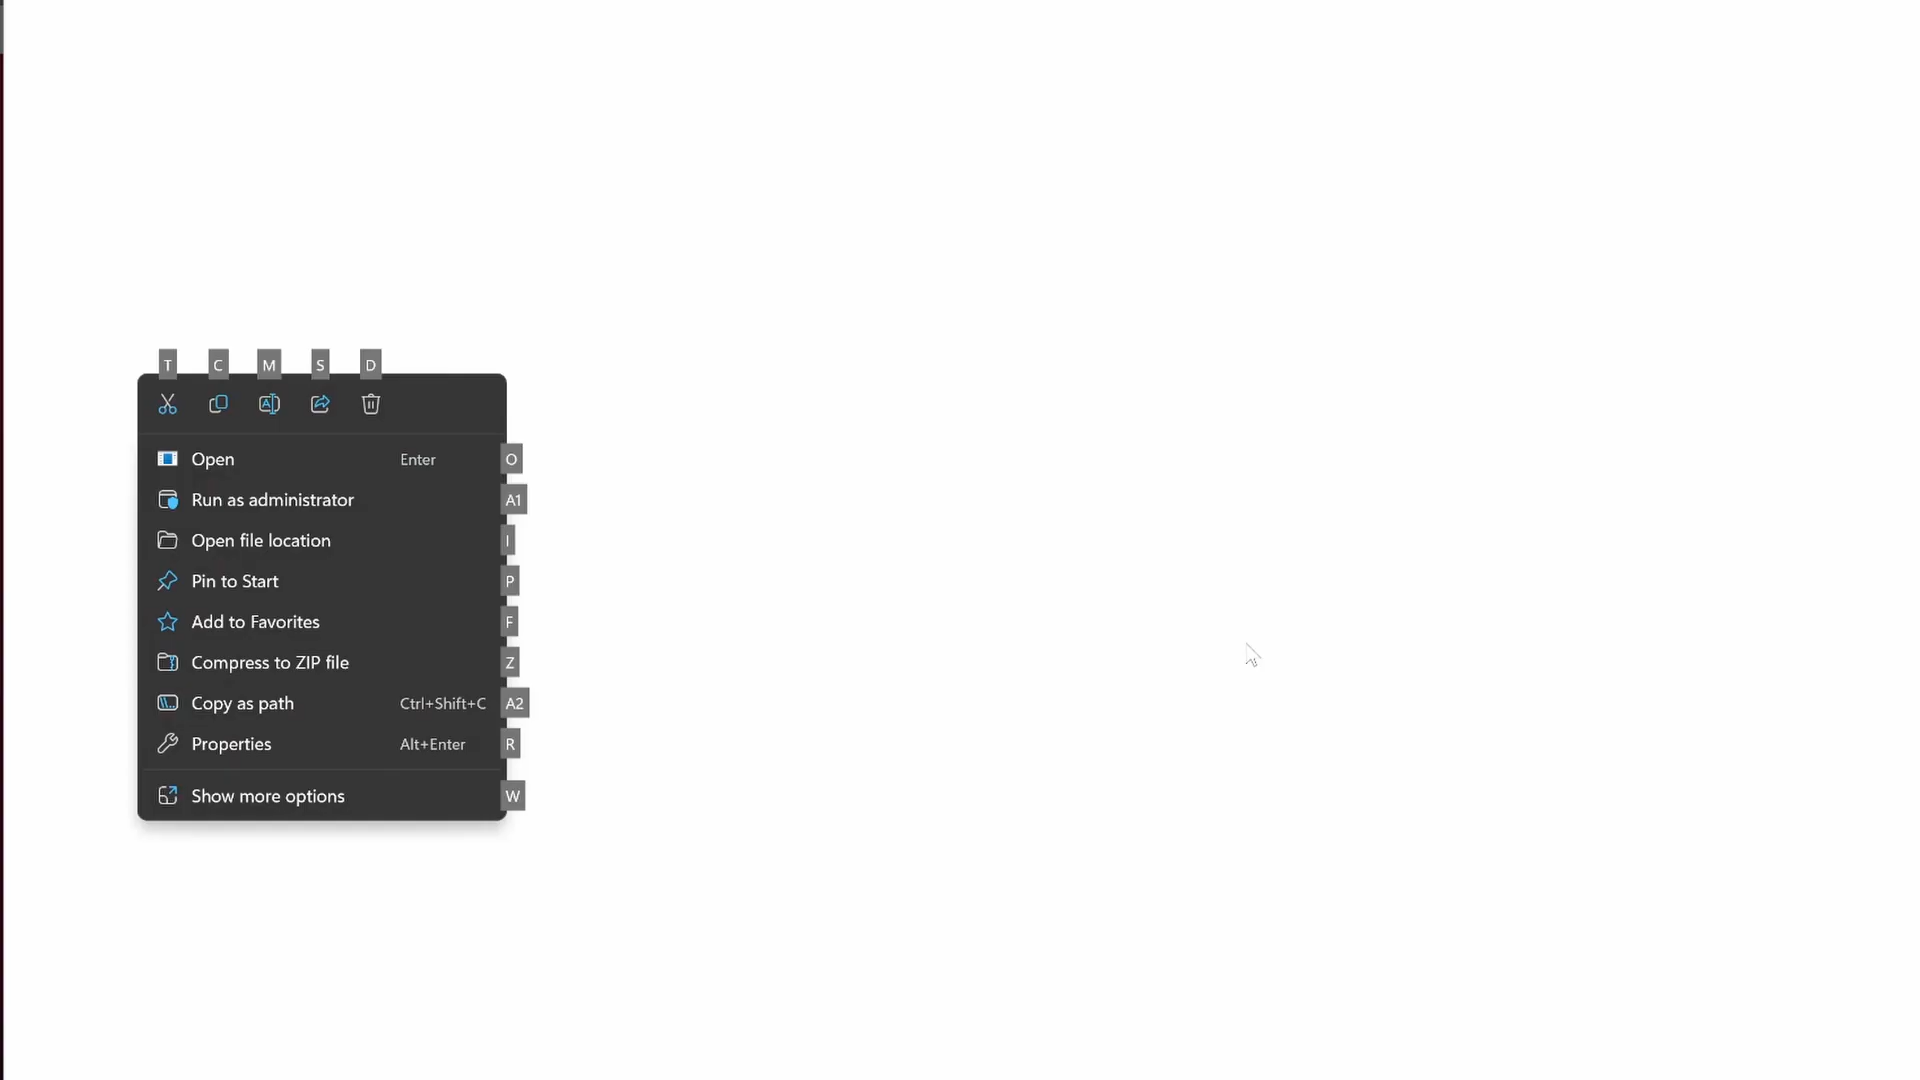 T C M S D
Open Enter O
Run as administrator A1
Open file location I
Pin to Start P
Add to Favorites F
Compress to ZIP file Z
Copy as path Ctrl+Shift+C A2
Properties Alt+Enter R
Show more options W